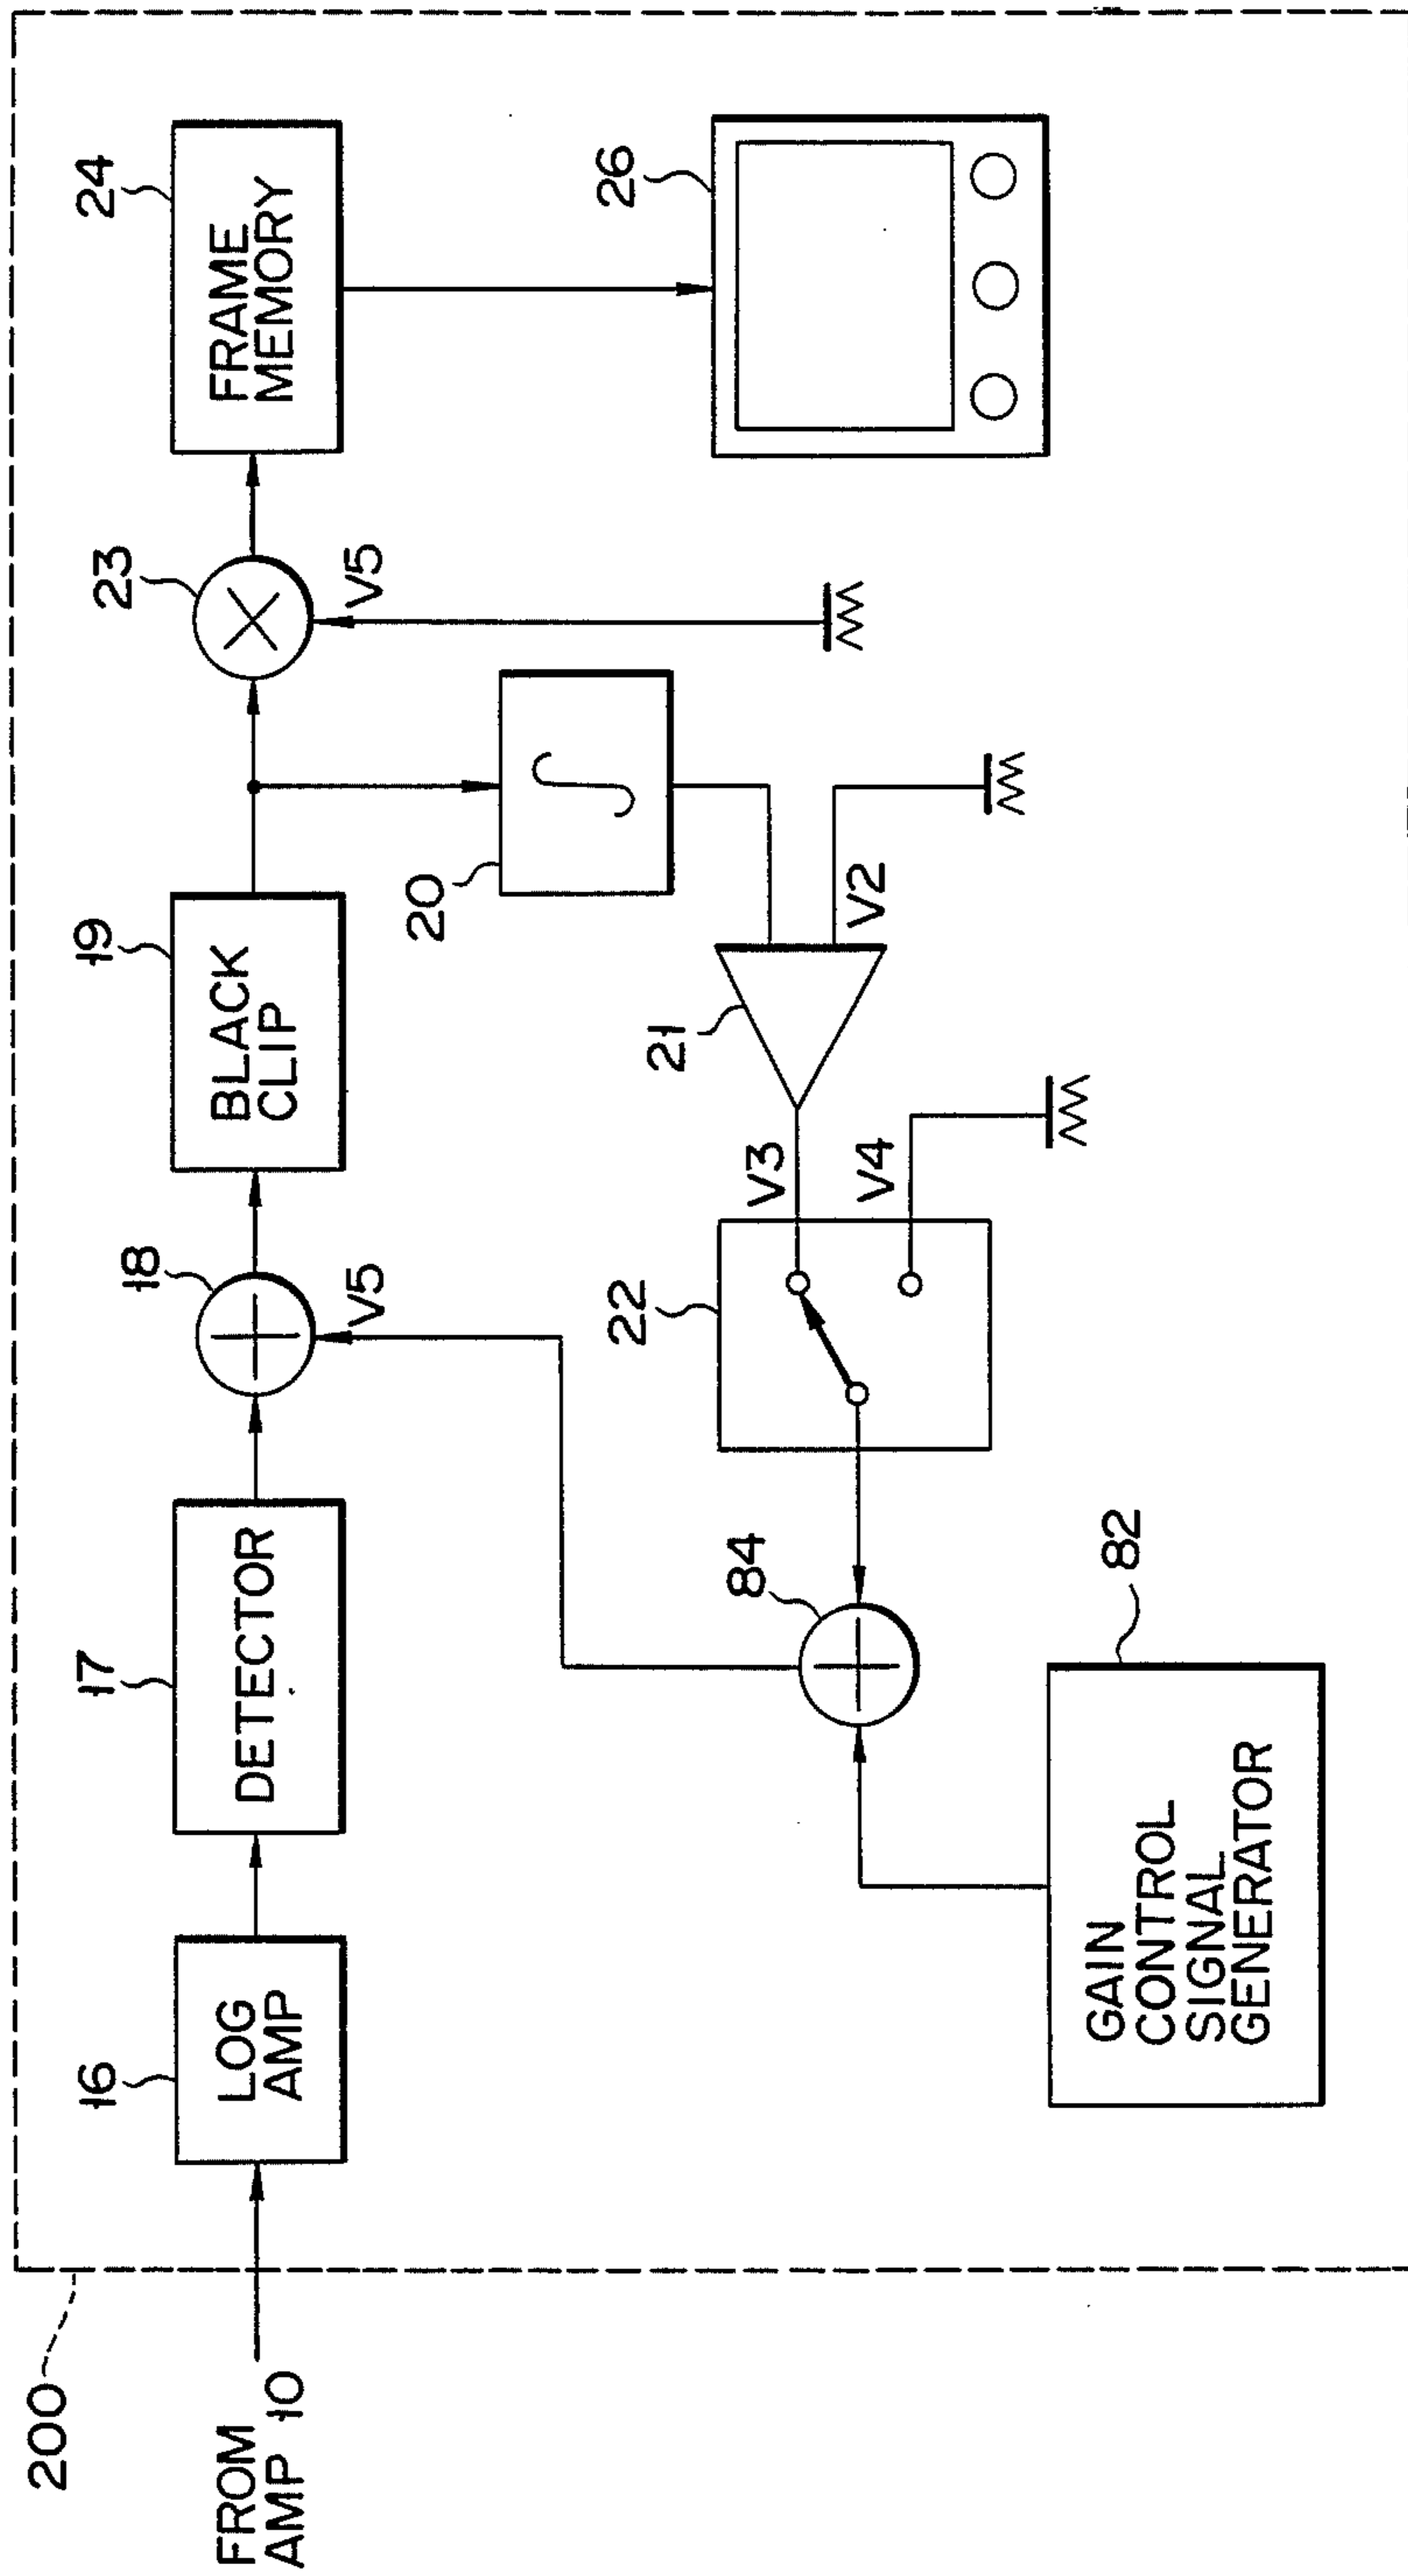 200
FROM
AMP 10
16
LOG
AMP
17
DETECTOR
18
V5
19
BLACK
CLIP
20
∫
23
V5
24
FRAME
MEMORY
26
21
V2
V3
V4
22
84
82
GAIN
CONTROL
SIGNAL
GENERATOR